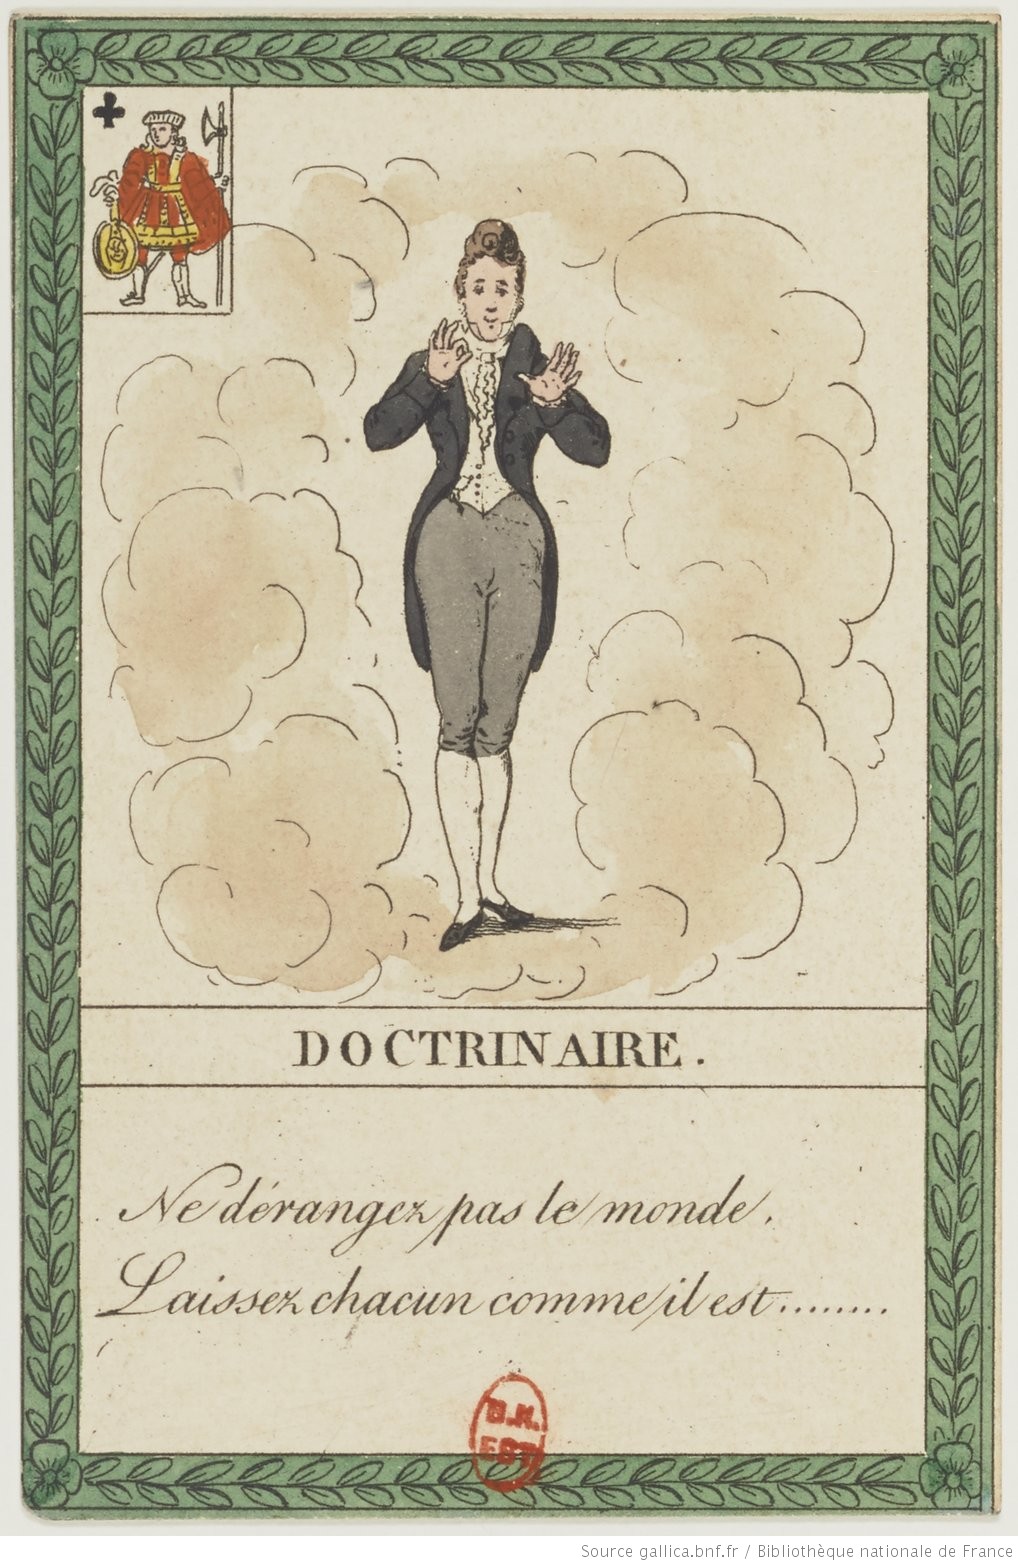 DOCTRINAIRE.
Ne dérangez pas le monde.
Laissez chacun comme il est........
Source gallica.bnf.fr / Bibliothèque nationale de France